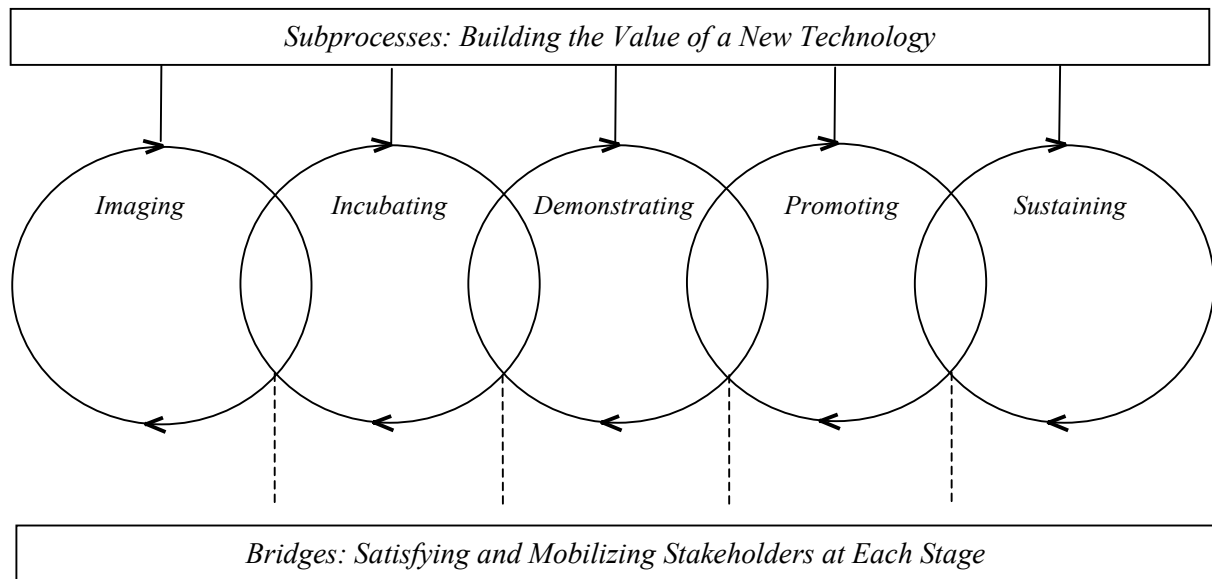 Subprocesses: Building the Value of a New Technology
Imaging
Incubating
Demonstrating
Promoting
Sustaining
Bridges: Satisfying and Mobilizing Stakeholders at Each Stage